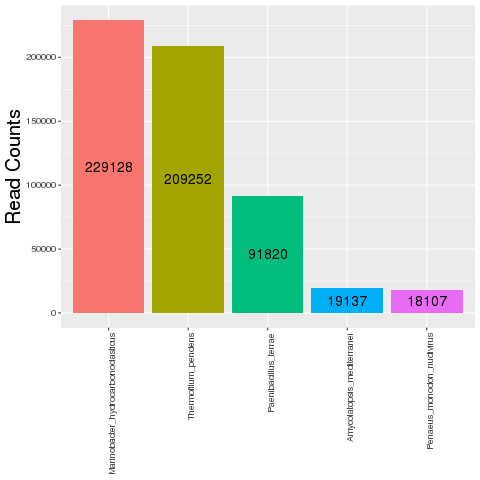 Read Counts
200000
150000
100000
50000
0
229128
209252
91820
19137
18107
Marinobacter_hydrocarbonoclasticus
Thermofilum_pendens
Paenibacillus_terrae
Amycolatopsis_mediterranei
Penaeus_monodon_nudivirus